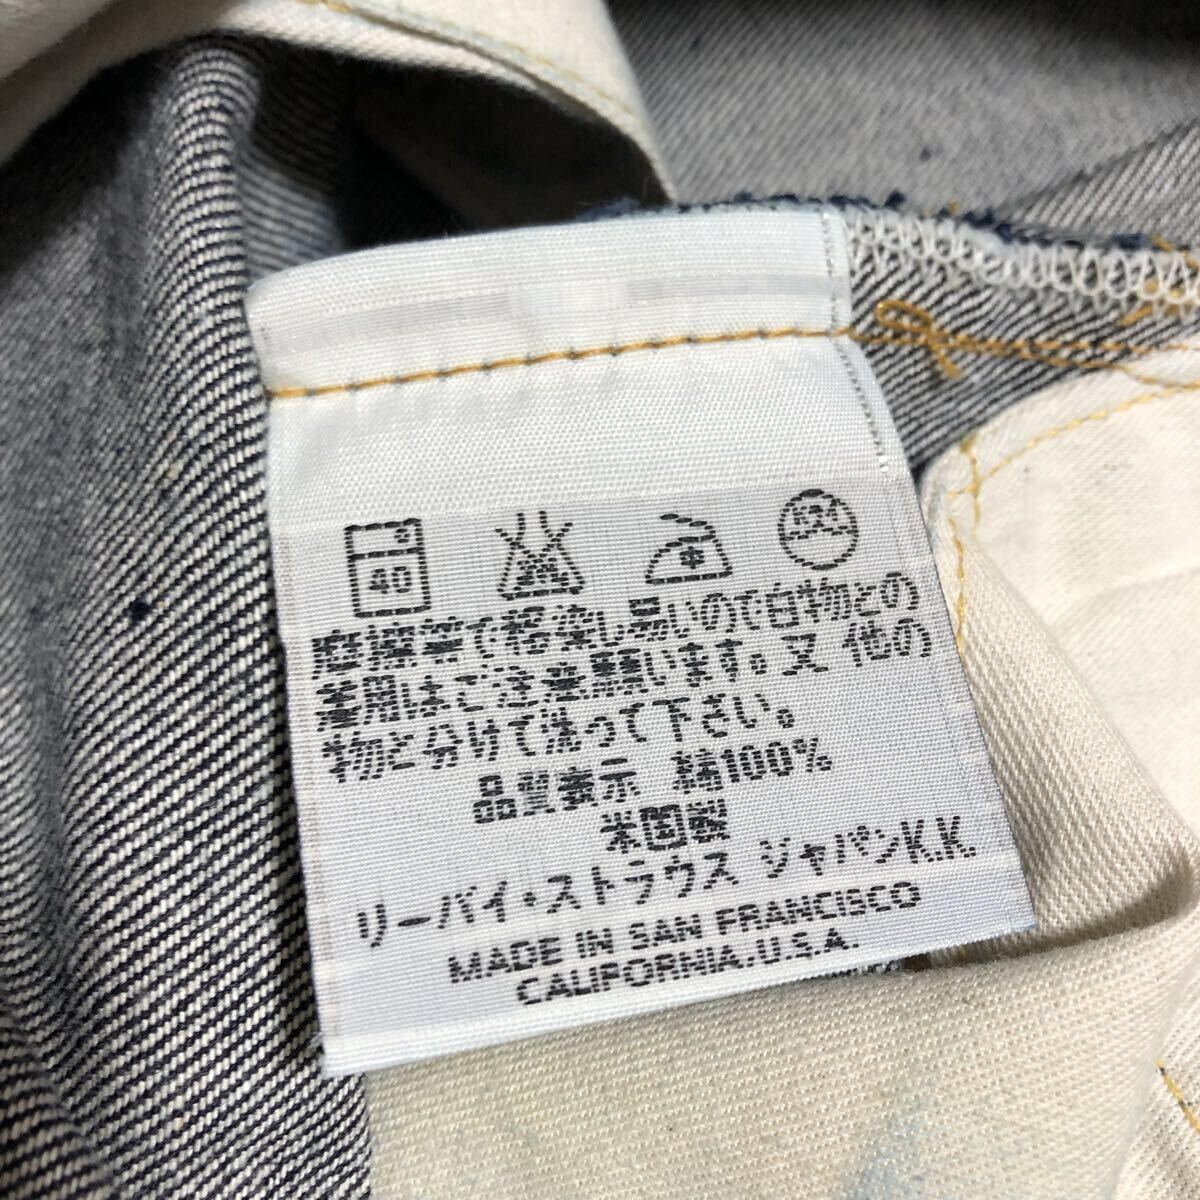 40
摩擦等で移染し易いので白物との
着用はご注意願います。又 他の
物と分けて洗って下さい。
品質表示 綿100%
米国製
リーバイ・ストラウス ジャパンK.K.
MADE IN SAN FRANCISCO
CALIFORNIA.U.S.A.